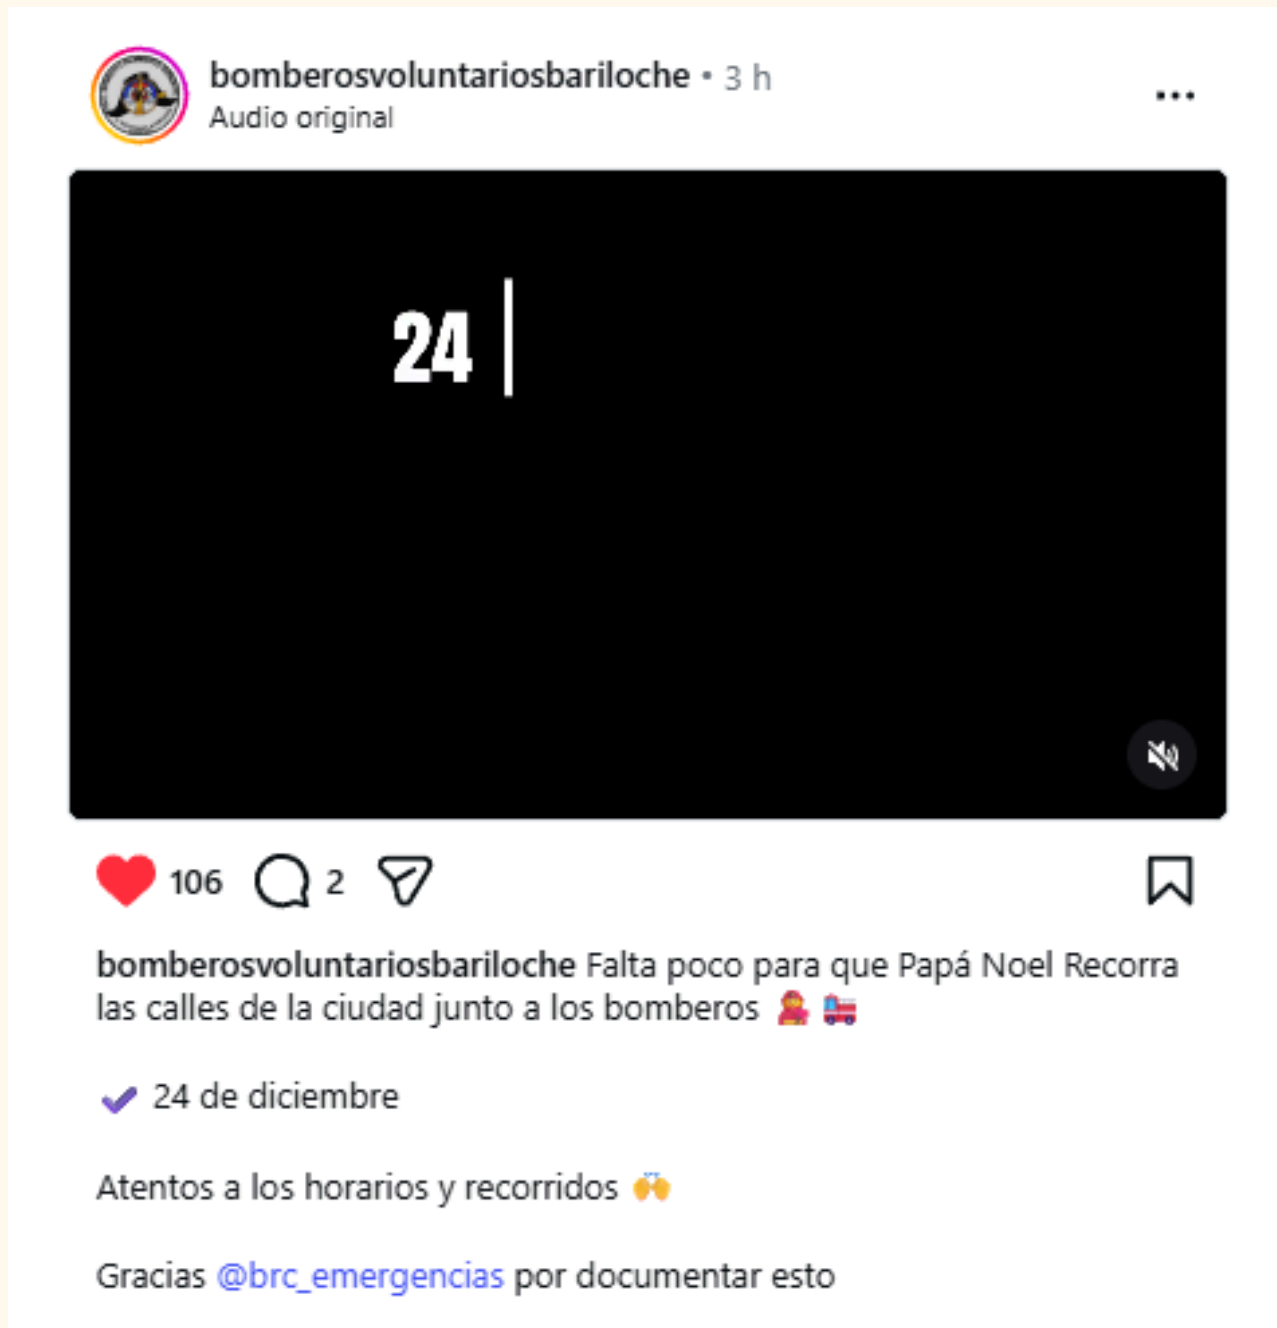 bomberosvoluntariosbariloche • 3 h
Audio original
24
106 2
bomberosvoluntariosbariloche Falta poco para que Papá Noel Recorra
las calles de la ciudad junto a los bomberos
24 de diciembre
Atentos a los horarios y recorridos
Gracias @brc_emergencias por documentar esto